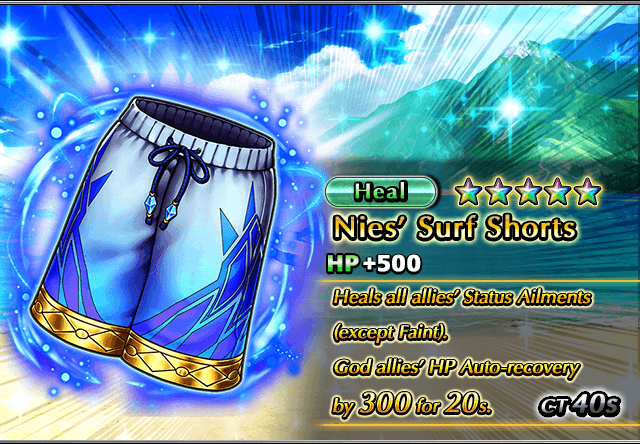 Heal
Nies' Surf Shorts
HP+500
Heals all allies' Status Ailments
(except Faint).
God allies' HP Auto-recovery
by 300 for 20s.
CT 40s